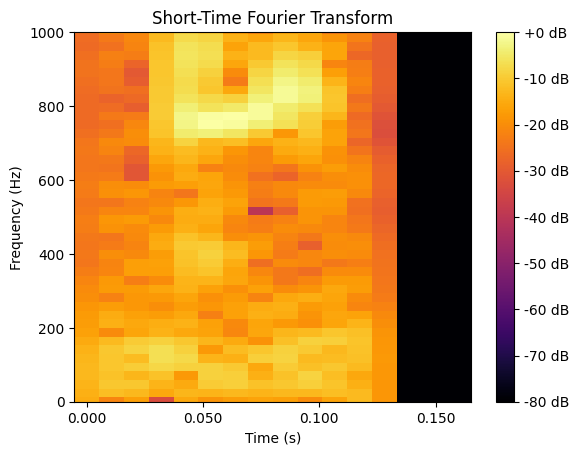 Short-Time Fourier Transform
1000
800
600
400
200
0
Frequency (Hz)
0.000
0.050
0.100
0.150
Time (s)
+0 dB
-10 dB
-20 dB
-30 dB
-40 dB
-50 dB
-60 dB
-70 dB
-80 dB